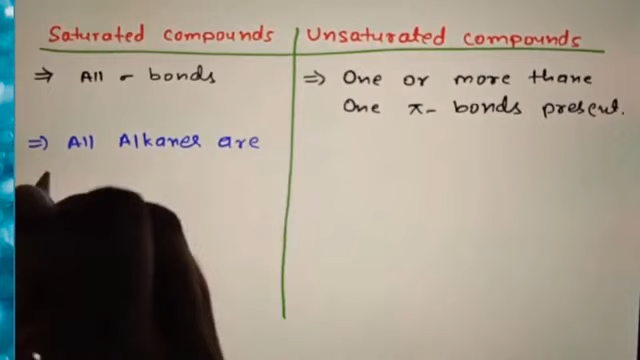 Saturated compounds
Unsaturated compounds
⇒ All - bonds
⇒ One or more thane
One π- bonds present.
⇒ All Alkanes are